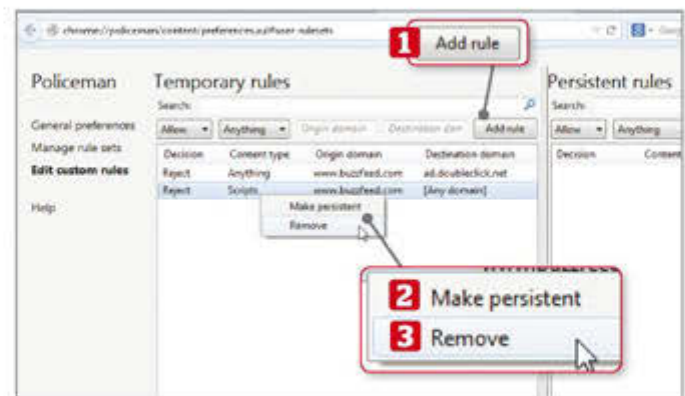 chrome://policeman/content/preferences.xul#user-rulesets
1 Add rule
Policeman
General preferences
Manage rule sets
Edit custom rules
Help
Temporary rules
Search:
Allow Anything Origin domain Destination dom Add rule
Decision Content type Origin domain Destination domain
Reject Anything www.buzzfeed.com ad.doubleclick.net
Reject Scripts www.buzzfeed.com [Any domain]
Make persistent
Remove
Persistent rules
Search:
Allow Anything
Decision Content
2 Make persistent
3 Remove